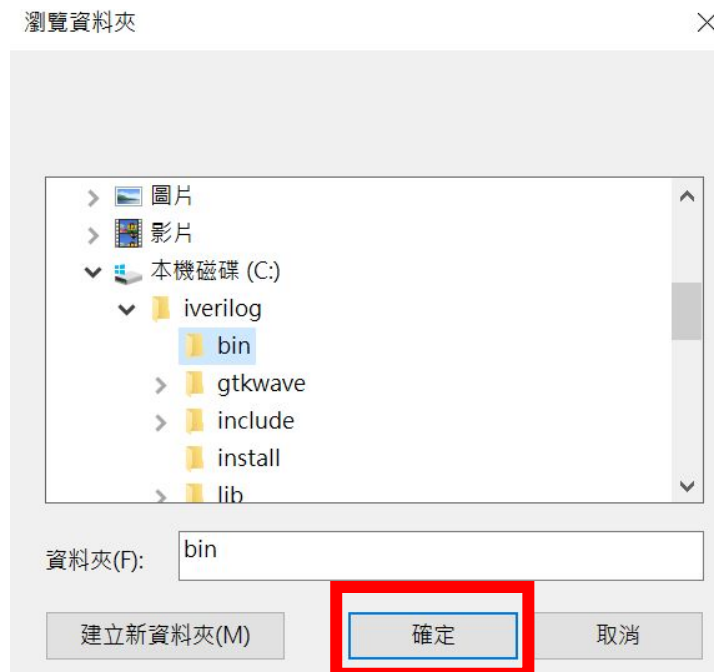 瀏覽資料夾
圖片
影片
本機磁碟 (C:)
iverilog
bin
gtkwave
include
install
lib
資料夾(F): bin
建立新資料夾(M) 確定 取消